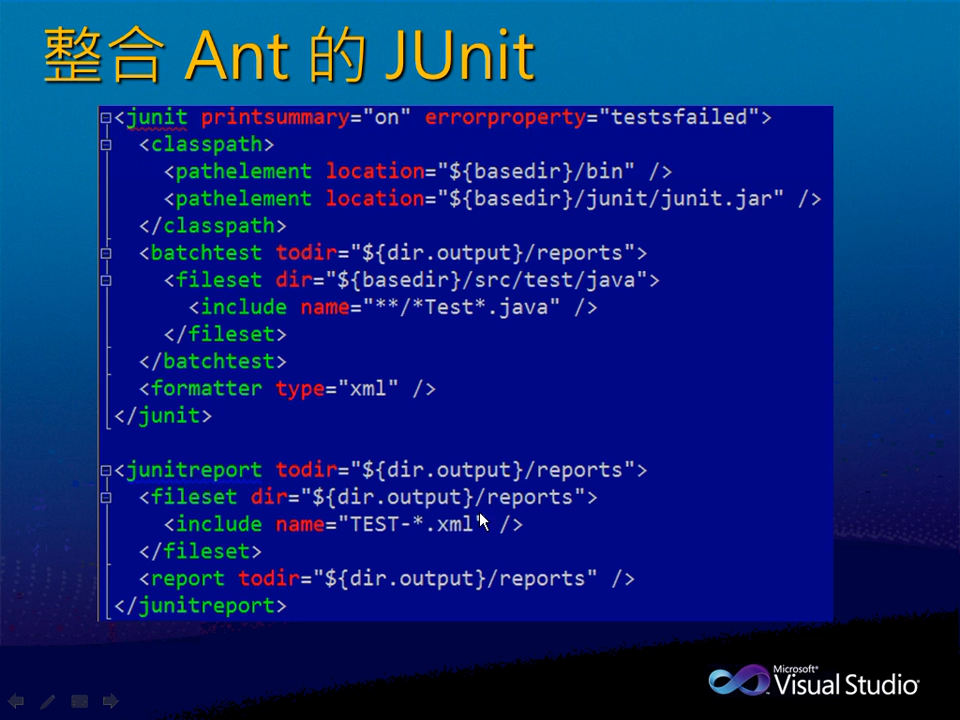 整合 Ant 的 JUnit
<junit printsummary="on" errorproperty="testsfailed">
<classpath>
<pathelement location="${basedir}/bin" />
<pathelement location="${basedir}/junit/junit.jar" />
</classpath>
<batchtest todir="${dir.output}/reports">
<fileset dir="${basedir}/src/test/java">
<include name="**/*Test*.java" />
</fileset>
</batchtest>
<formatter type="xml" />
</junit>
<junitreport todir="${dir.output}/reports">
<fileset dir="${dir.output}/reports">
<include name="TEST-*.xml" />
</fileset>
<report todir="${dir.output}/reports" />
</junitreport>
Microsoft®
Visual Studio®